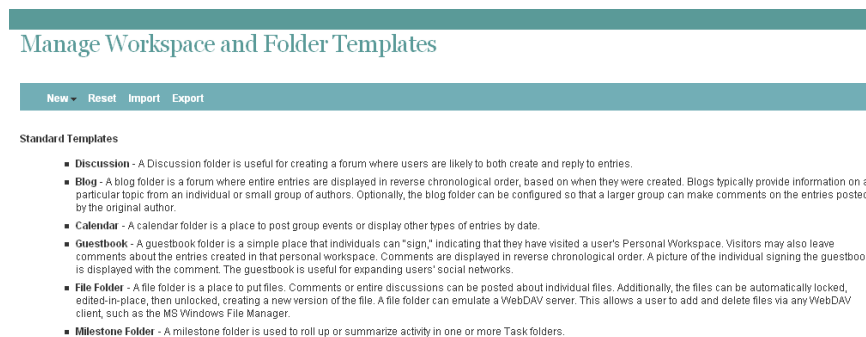 Manage Workspace and Folder Templates
New Reset Import Export
Standard Templates
Discussion - A Discussion folder is useful for creating a forum where users are likely to both create and reply to entries.
Blog - A blog folder is a forum where entire entries are displayed in reverse chronological order, based on when they were created. Blogs typically provide information on a
particular topic from an individual or small group of authors. Optionally, the blog folder can be configured so that a larger group can make comments on the entries posted
by the original author.
Calendar - A calendar folder is a place to post group events or display other types of entries by date.
Guestbook - A guestbook folder is a simple place that individuals can "sign," indicating that they have visited a user's Personal Workspace. Visitors may also leave
comments about the entries created in that personal workspace. Comments are displayed in reverse chronological order. A picture of the individual signing the guestboo
is displayed with the comment. The guestbook is useful for expanding users' social networks.
File Folder - A file folder is a place to put files. Comments or entire discussions can be posted about individual files. Additionally, the files can be automatically locked,
edited-in-place, then unlocked, creating a new version of the file. A file folder can emulate a WebDAV server. This allows a user to add and delete files via any WebDAV
client, such as the MS Windows File Manager.
Milestone Folder - A milestone folder is used to roll up or summarize activity in one or more Task folders.